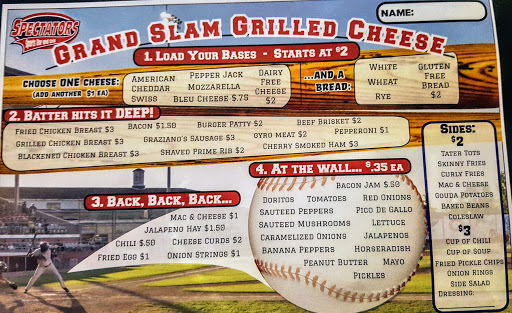 SPECTATORS
Sports Bar and Grill
NAME:
GRAND SLAM GRILLED CHEESE
1. LOAD YOUR BASES - STARTS AT $2
CHOOSE ONE CHEESE:
(ADD ANOTHER $1 EA)
AMERICAN
CHEDDAR
SWISS
PEPPER JACK
MOZZARELLA
BLEU CHEESE $.75
DAIRY
FREE
CHEESE
$2
...AND A
BREAD:
WHITE
WHEAT
RYE
GLUTEN
FREE
BREAD
$2
2. BATTER HITS IT DEEP!
FRIED CHICKEN BREAST $3
BACON $1.50
BURGER PATTY $2
BEEF BRISKET $2
GRILLED CHICKEN BREAST $3
GRAZIANO'S SAUSAGE $3
GYRO MEAT $2
PEPPERONI $1
BLACKENED CHICKEN BREAST $3
SHAVED PRIME RIB $2
CHERRY SMOKED HAM $3
3. BACK, BACK, BACK...
MAC & CHEESE $1
JALAPENO HAY $1.50
CHILI $.50
CHEESE CURDS $2
FRIED EGG $1
ONION STRINGS $1
4. AT THE WALL... $.35 EA
BACON JAM $.50
DORITOS
TOMATOES
RED ONIONS
SAUTEED PEPPERS
PICO DE GALLO
SAUTEED MUSHROOMS
LETTUCE
CARAMELIZED ONIONS
JALAPENOS
BANANA PEPPERS
HORSERADISH
PEANUT BUTTER
MAYO
PICKLES
SIDES:
$2
TATER TOTS
SKINNY FRIES
CURLY FRIES
MAC & CHEESE
GOUDA POTATOES
BAKED BEANS
COLESLAW
$3
CUP OF CHILI
CUP OF SOUP
FRIED PICKLE CHIPS
ONION RINGS
SIDE SALAD
DRESSING: